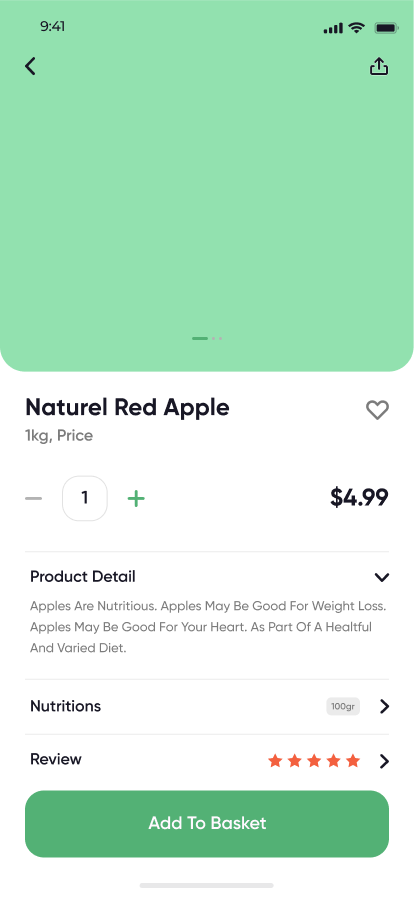 9:41
Naturel Red Apple
1kg, Price
1
$4.99
Product Detail
Apples Are Nutritious. Apples May Be Good For Weight Loss.
Apples May Be Good For Your Heart. As Part Of A Healtful
And Varied Diet.
Nutritions
100gr
Review
Add To Basket